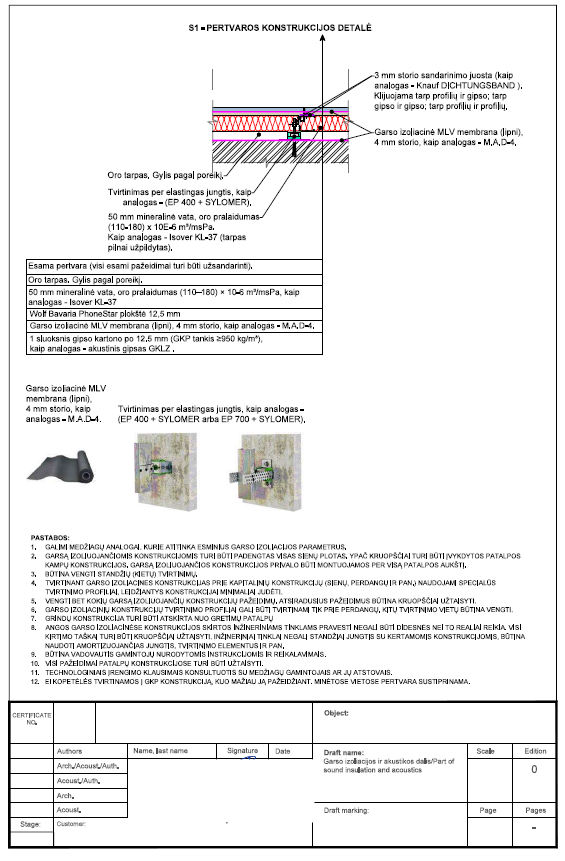 S1 - PERTVAROS KONSTRUKCIJOS DETALĖ
3 mm storio sandarinimo juosta (kaip
analogas - Knauf DICHTUNGSBAND ).
Klijuojama tarp profilių ir gipso; tarp
gipso ir gipso; tarp profilių ir profilių,
Garso izoliacinė MLV membrana (lipni),
4 mm storio, kaip analogas - M.A.D-4.
Oro tarpas, Gylis pagal poreikį,
Tvirtinimas per elastingas jungtis, kaip
analogas- (EP 400 + SYLOMER),
50 mm mineralinė vata, oro pralaidumas
(110-180) x 10E-6 m³/msPa.
Kaip analogas - Isover KL-37 (tarpas
pilnai užpildytas).
Esama pertvara (visi esami pažeidimai turi būti užsandarinti).
Oro tarpas. Gylis pagal poreikį.
50 mm mineralinė vata, oro pralaidumas (110–180) × 10-6 m³/msPa, kaip
analogas - Isover KL-37
Wolf Bavaria PhoneStar plokštė 12,5 mm
Garso izoliacinė MLV membrana (lipni), 4 mm storio, kaip analogas - M.A.D-4.
1 sluoksnis gipso kartono po 12,5 mm (GKP tankis ≥950 kg/m³),
kaip analogas - akustinis gipsas GKLZ .
Garso izoliacinė MLV
membrana (lipni),
4 mm storio, kaip
analogas - M.A.D-4.
Tvirtinimas per elastingas jungtis, kaip analogas -
(EP 400 + SYLOMER arba EP 700 + SYLOMER),
PASTABOS:
1. GALIMI MEDŽIAGŲ ANALOGAI, KURIE ATITINKA ESMINIUS GARSO IZOLIACIJOS PARAMETRUS,
2. GARSĄ IZOLIUOJANČIOMIS KONSTRUKCIJOMIS TURI BŪTI PADENGTAS VISAS SIENŲ PLOTAS, YPAČ KRUOPŠČIAI TURI BŪTI ĮVYKDYTOS PATALPOS
KAMPŲ KONSTRUKCIJOS, GARSĄ IZOLIUOJANČIOS KONSTRUKCIJOS PRIVALO BŪTI MONTUOJAMOS PER VISĄ PATALPOS AUKŠTĮ,
3. BŪTINA VENGTI STANDŽIŲ (KIETŲ) TVIRTINIMŲ,
4. TVIRTINANT GARSO IZOLIACINES KONSTRUKCIJAS PRIE KAPITALINIŲ KONSTRUKCIJŲ (SIENŲ, PERDANGŲ IR PAN,) NAUDOJAMI SPECIALŪS
TVIRTINIMO PROFILIAI, LEIDŽIANTYS KONSTRUKCIJAI MINIMALIAI JUDĖTI.
5. VENGTI BET KOKIŲ GARSĄ IZOLIUOJANČIŲ KONSTRUKCIJŲ PAŽEIDIMŲ, ATSIRADUSIUS PAŽEIDIMUS BŪTINA KRUOPŠČIAI UŽTAISYTI.
6. GARSO IZOLIACINIŲ KONSTRUKCIJŲ TVIRTINIMO PROFILIAI GALI BŪTI TVIRTINAMI TIK PRIE PERDANGŲ, KITŲ TVIRTINIMO VIETŲ BŪTINA VENGTI.
7. GRINDŲ KONSTRUKCIJA TURI BŪTI ATSKIRTA NUO GRETIMŲ PATALPŲ
8. ANGOS GARSO IZOLIACINĖSE KONSTRUKCIJOS SKIRTOS INŽINERINIAMS TINKLAMS PRAVESTI NEGALI BŪTI DIDESNĖS NEI TO REALIAI REIKIA. VISI
KIRTIMO TAŠKAI TURI BŪTI KRUOPŠČIAI UŽTAISYTI. INŽINERINIAI TINKLAI NEGALI STANDŽIAI JUNGTIS SU KERTAMOMIS KONSTRUKCIJOMIS, BŪTINA
NAUDOTI AMORTIZUOJANČIAS JUNGTIS, TVIRTINIMO ELEMENTUS IR PAN,
9. BŪTINA VADOVAUTIS GAMINTOJŲ NURODYTOMIS INSTRUKCIJOMIS IR REIKALAVIMAIS.
10. VISI PAŽEIDIMAI PATALPŲ KONSTRUKCIJOSE TURI BŪTI UŽTAISYTI.
11. TECHNOLOGINIAIS ĮRENGIMO KLAUSIMAIS KONSULTUOTIS SU MEDŽIAGŲ GAMINTOJAIS AR JŲ ATSTOVAIS.
12. EI KOPETĖLĖS TVIRTINAMOS Į GKP KONSTRUKCIJĄ, KUO MAŽIAU JĄ PAŽEIDŽIANT. MINĖTOSE VIETOSE PERTVARA SUSTIPRINAMA.
CERTIFICATE
NO.
Object:
Authors Name, last name Signature Date
Draft name:
Garso izoliacijos ir akustikos dalis/Part of
sound insulation and acoustics
Scale Edition
0
Arch./Acoust./Auth.
Acoust./Auth.
Arch.
Acoust.
Draft marking:
Page Pages
Stage:
Customer:
-